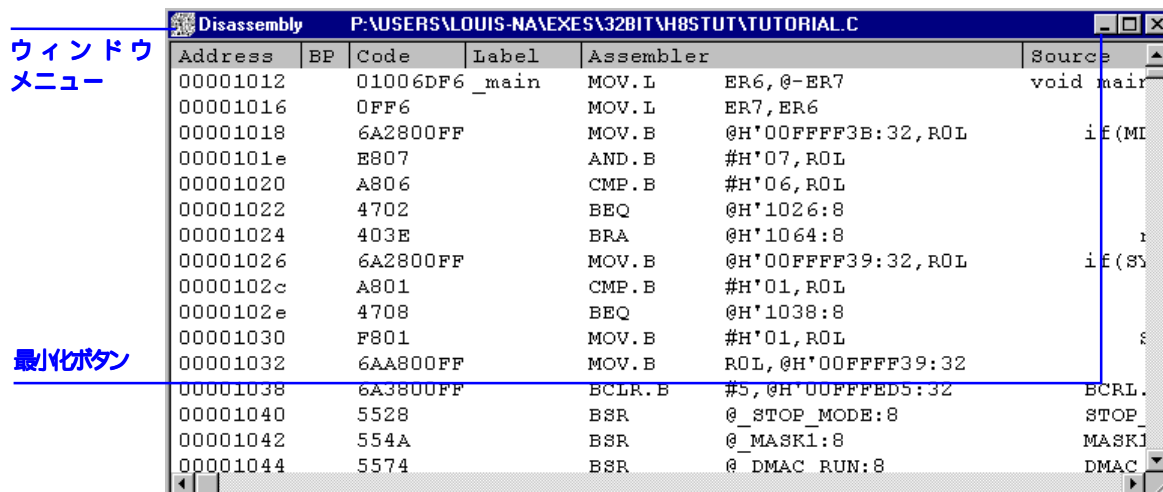 Disassembly P:\USERS\LOUIS-NA\EXES\32BIT\H8STUT\TUTORIAL.C
ウィンドウ
メニュー
Address BP Code Label Assembler Source
00001012 01006DF6 _main MOV.L ER6,@-ER7 void main
00001016 0FF6 MOV.L ER7,ER6
00001018 6A2800FF MOV.B @H'00FFFF3B:32,R0L if(MD
0000101e E807 AND.B #H'07,R0L
00001020 A806 CMP.B #H'06,R0L
00001022 4702 BEQ @H'1026:8
00001024 403E BRA @H'1064:8
00001026 6A2800FF MOV.B @H'00FFFF39:32,R0L if(SY
0000102c A801 CMP.B #H'01,R0L
0000102e 4708 BEQ @H'1038:8
00001030 F801 MOV.B #H'01,R0L
最小化ボタン
00001032 6AA800FF MOV.B R0L,@H'00FFFF39:32
00001038 6A3800FF BCLR.B #5,@H'00FFFED5:32 BCRL.
00001040 5528 BSR @_STOP_MODE:8 STOP_
00001042 554A BSR @_MASK1:8 MASK1
00001044 5574 BSR @_DMAC_RUN:8 DMAC_